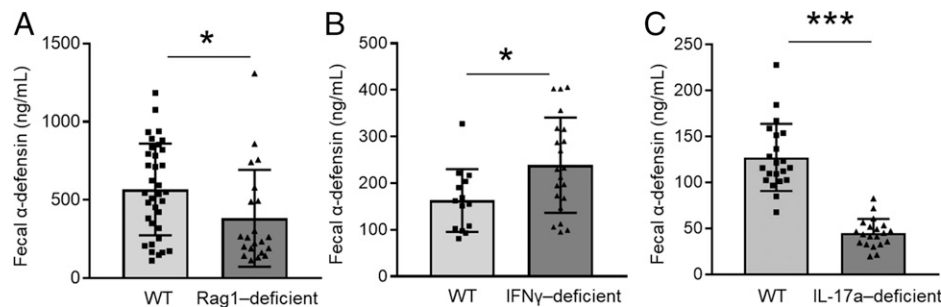 A
Fecal α-defensin (ng/mL)
1500
1000
500
0
*
WT
Rag1–deficient
B
Fecal α-defensin (ng/mL)
500
400
300
200
100
0
*
WT
IFNγ–deficient
C
Fecal α-defensin (ng/mL)
250
200
150
100
50
0
***
WT
IL-17a–deficient